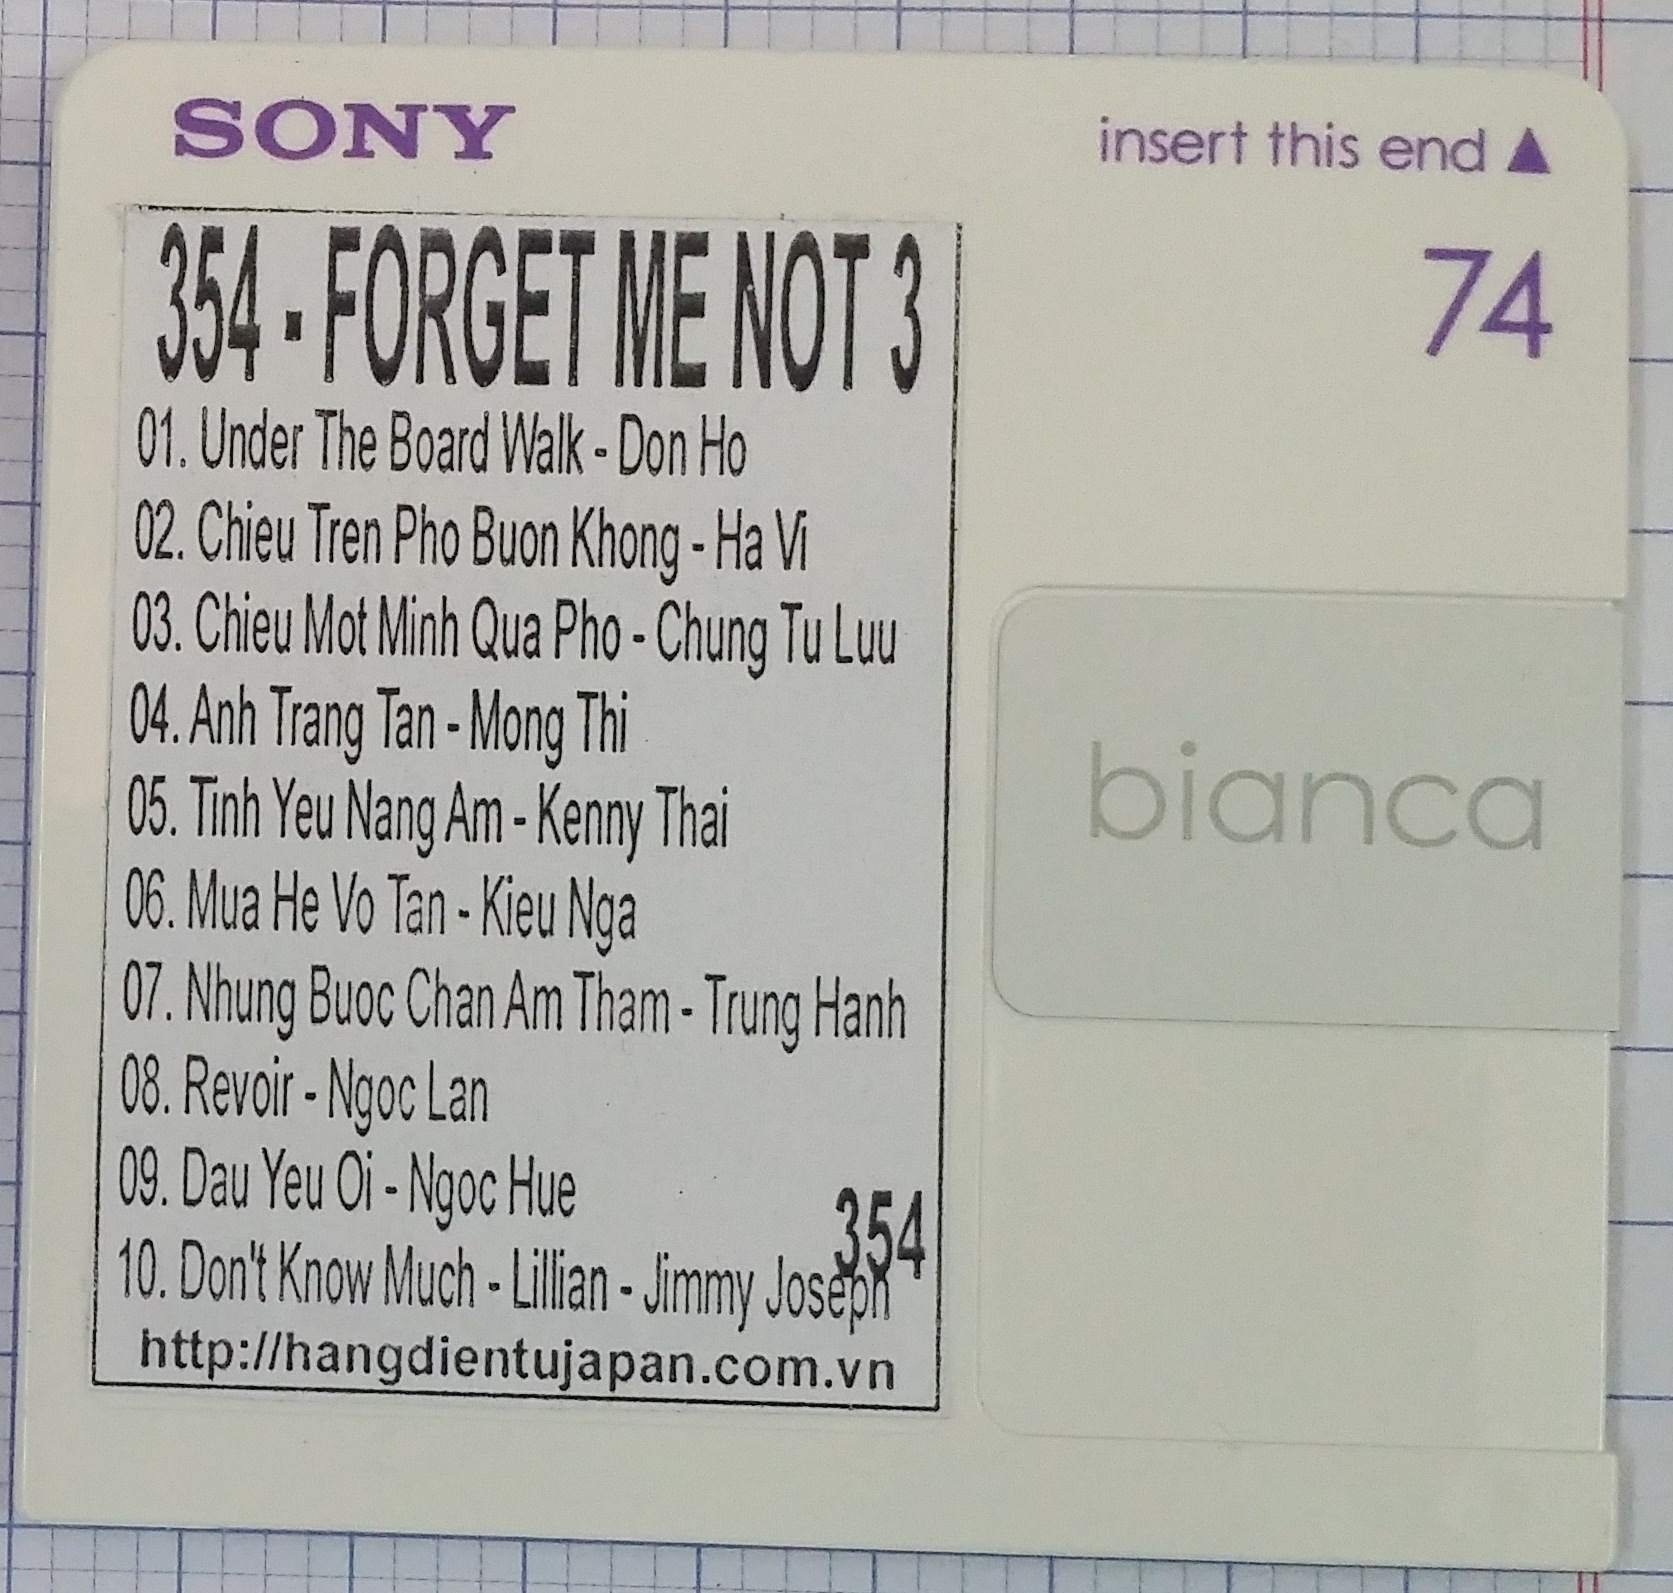 SONY
insert this end ▲
74
354 - FORGET ME NOT 3
01. Under The Board Walk - Don Ho
02. Chieu Tren Pho Buon Khong - Ha Vi
03. Chieu Mot Minh Qua Pho - Chung Tu Luu
04. Anh Trang Tan - Mong Thi
05. Tinh Yeu Nang Am - Kenny Thai
06. Mua He Vo Tan - Kieu Nga
07. Nhung Buoc Chan Am Tham - Trung Hanh
08. Revoir - Ngoc Lan
09. Dau Yeu Oi - Ngoc Hue
354
10. Don't Know Much - Lillian - Jimmy Joseph
http://hangdientujapan.com.vn
bianca